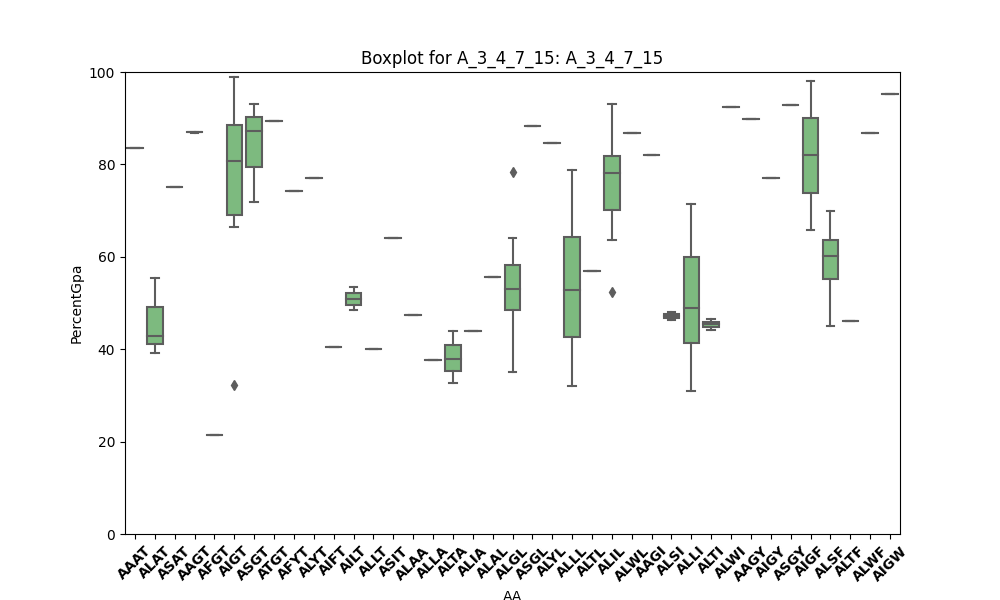 Boxplot for A_3_4_7_15: A_3_4_7_15
100
80
60
40
20
0
PercentGpa
AAAT ALAT ASAT AAGT AFGT AIGT ASGT ATGT AFYT ALYT AIFT AILT ALLT ASIT ALAA ALLA ALTA ALIA ALAL ALGL ASGL ALYL ALLL ALTL ALIL ALWL AAGI ALSI ALLI ALTI ALWI AAGY AIGY ASGY AIGF ALSF ALTF ALWF AIGW
AA